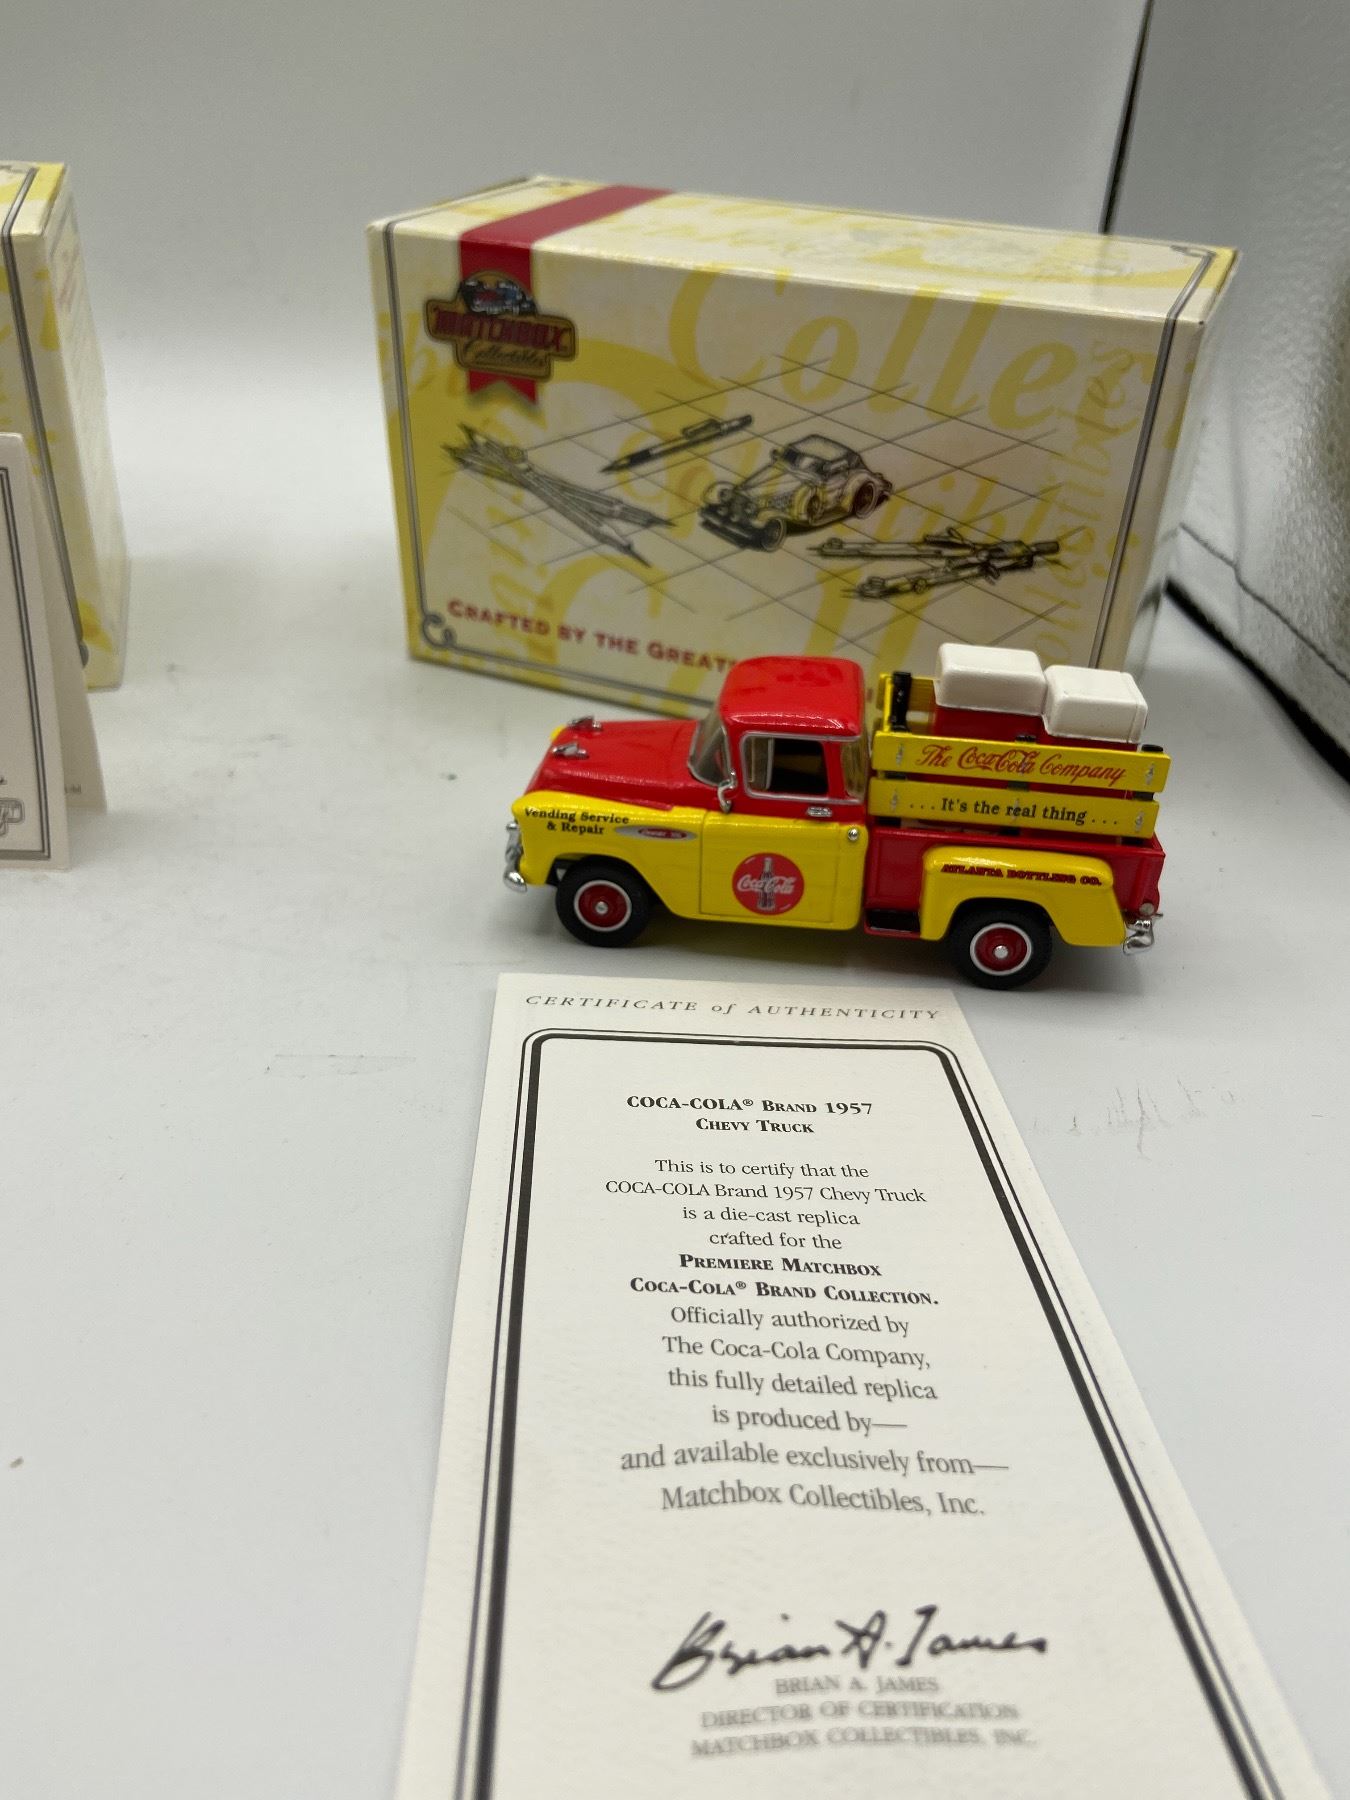 MATCHBOX
Collectibles
Collec
Collectibles
CRAFTED BY THE GREAT
The Coca-Cola Company
...It's the real thing...
Vending Service
& Repair
Coca-Cola
ATLANTA BOTTLING CO.
CERTIFICATE of AUTHENTICITY
COCA-COLA® BRAND 1957
CHEVY TRUCK
This is to certify that the
COCA-COLA Brand 1957 Chevy Truck
is a die-cast replica
crafted for the
PREMIERE MATCHBOX
COCA-COLA® BRAND COLLECTION.
Officially authorized by
The Coca-Cola Company,
this fully detailed replica
is produced by—
and available exclusively from—
Matchbox Collectibles, Inc.
Brian A. James
BRIAN A. JAMES
DIRECTOR OF CERTIFICATION
MATCHBOX COLLECTIBLES, INC.